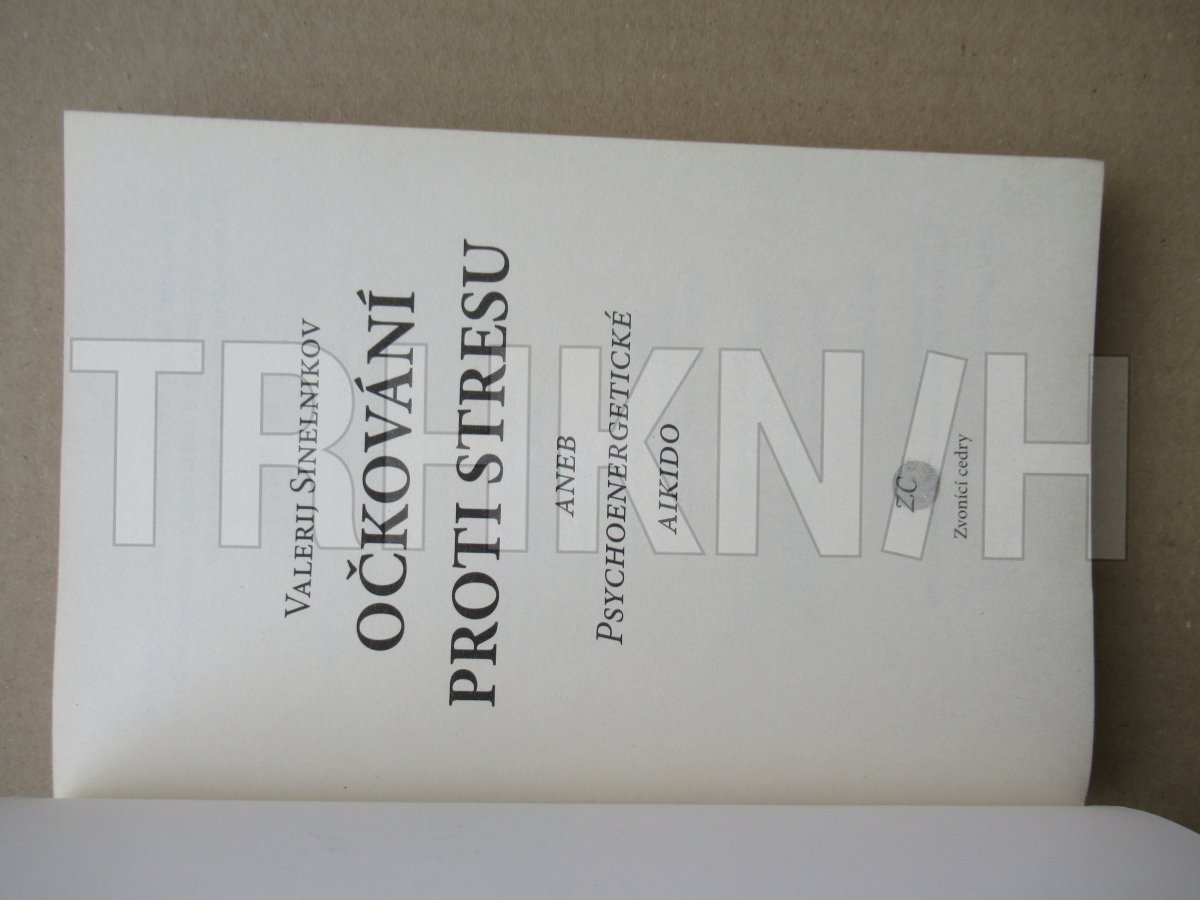 Valerij Sinelnikov
OČKOVÁNÍ
PROTI STRESU
ANEB
PSYCHOENERGETICKÉ
AIKIDO
ZC
Zvonící cedry
TRHKNIH